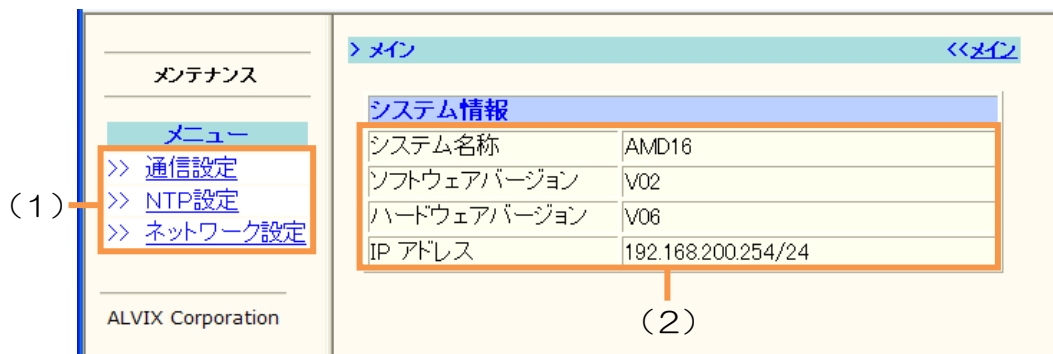 メンテナンス
メニュー
>> 通信設定
>> NTP設定
>> ネットワーク設定
（1）
ALVIX Corporation
> メイン
<<メイン
システム情報
システム名称 AMD16
ソフトウェアバージョン V02
ハードウェアバージョン V06
IP アドレス 192.168.200.254/24
（2）